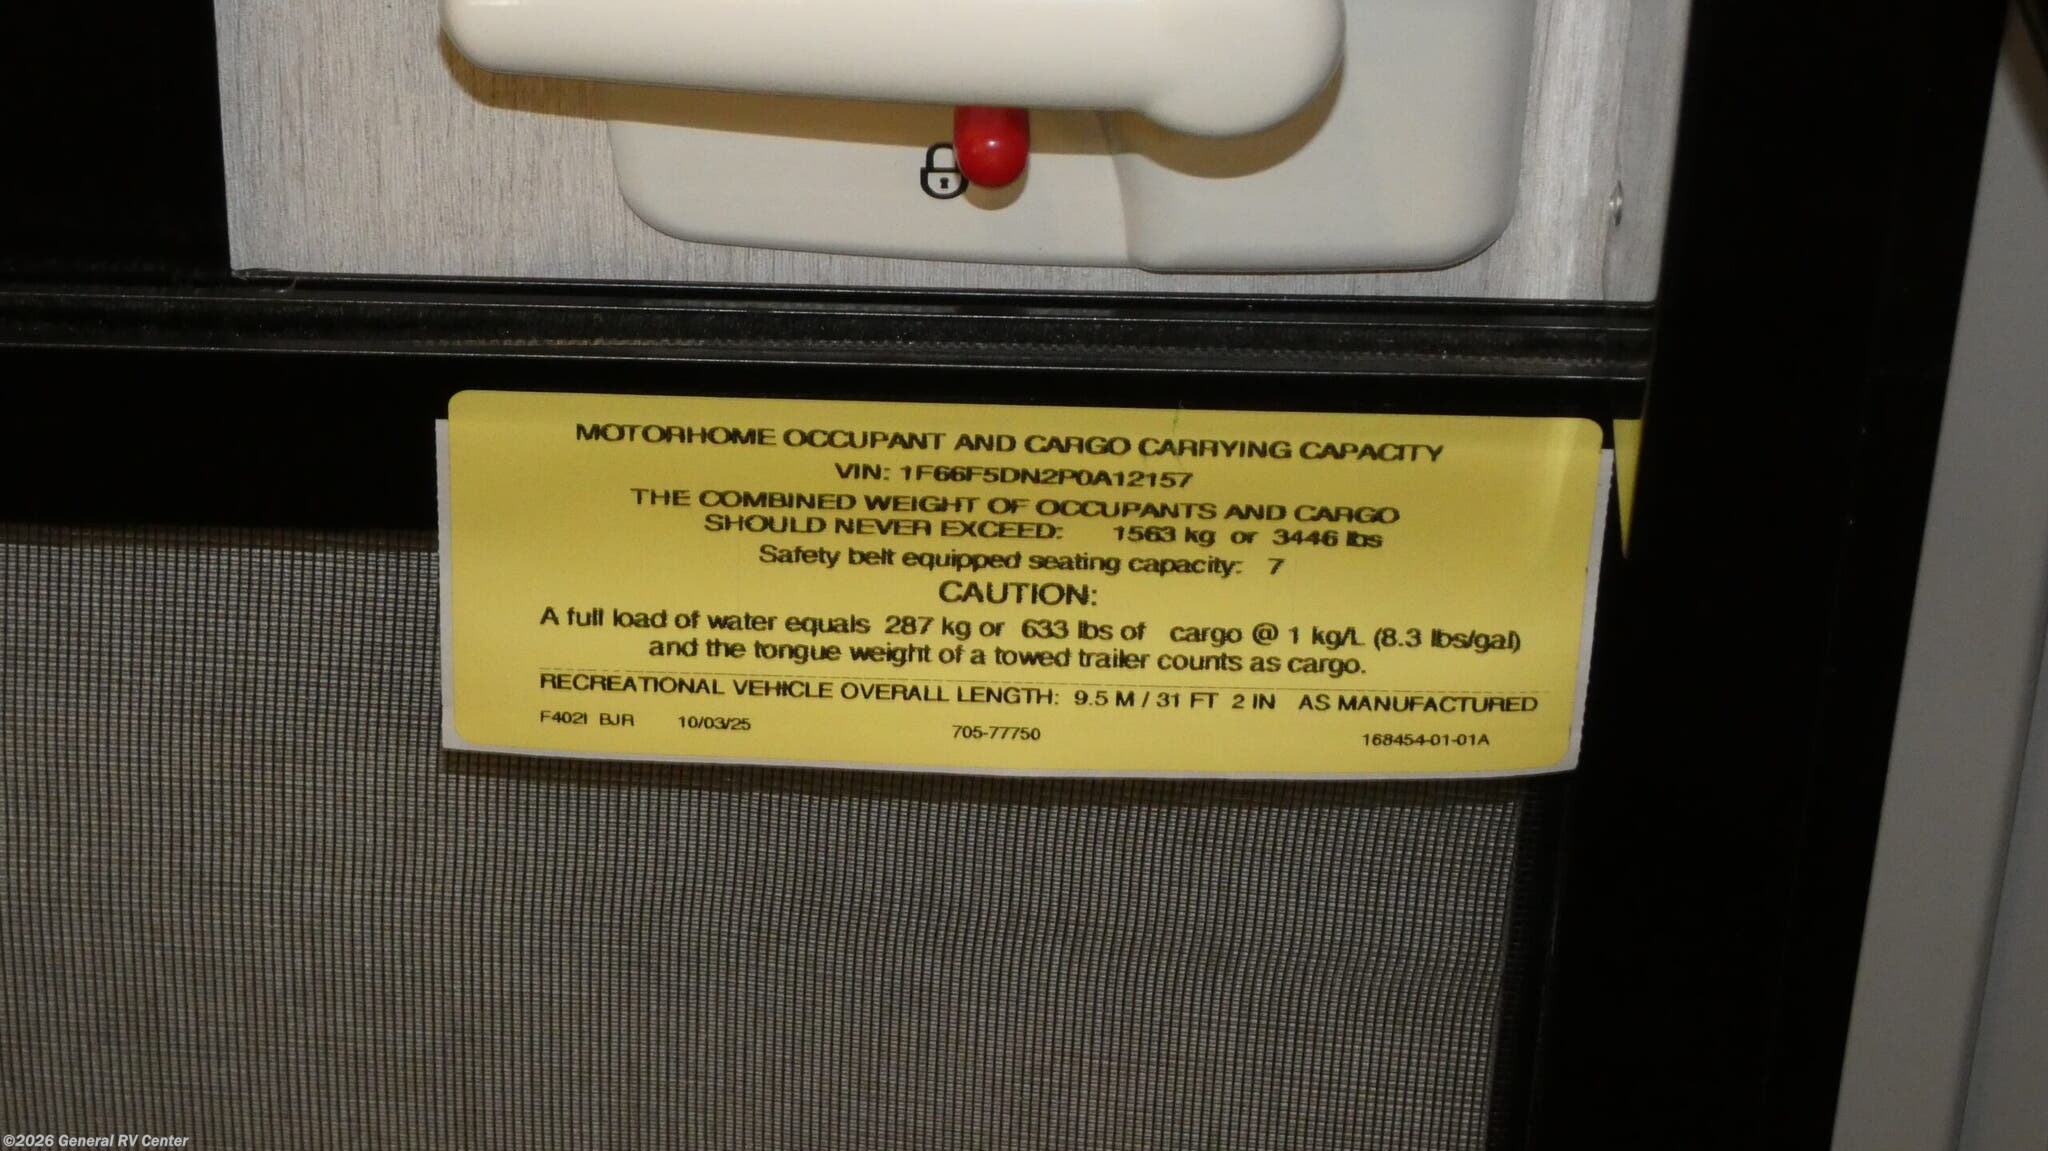 MOTORHOME OCCUPANT AND CARGO CARRYING CAPACITY
VIN: 1F66F5DN2P0A12157
THE COMBINED WEIGHT OF OCCUPANTS AND CARGO
SHOULD NEVER EXCEED: 1563 kg or 3446 lbs
Safety belt equipped seating capacity: 7
CAUTION:
A full load of water equals 287 kg or 633 lbs of cargo @ 1 kg/L (8.3 lbs/gal)
and the tongue weight of a towed trailer counts as cargo.
RECREATIONAL VEHICLE OVERALL LENGTH: 9.5 M / 31 FT 2 IN AS MANUFACTURED
F402I BJR 10/03/25 705-77750 168454-01-01A
©2026 General RV Center